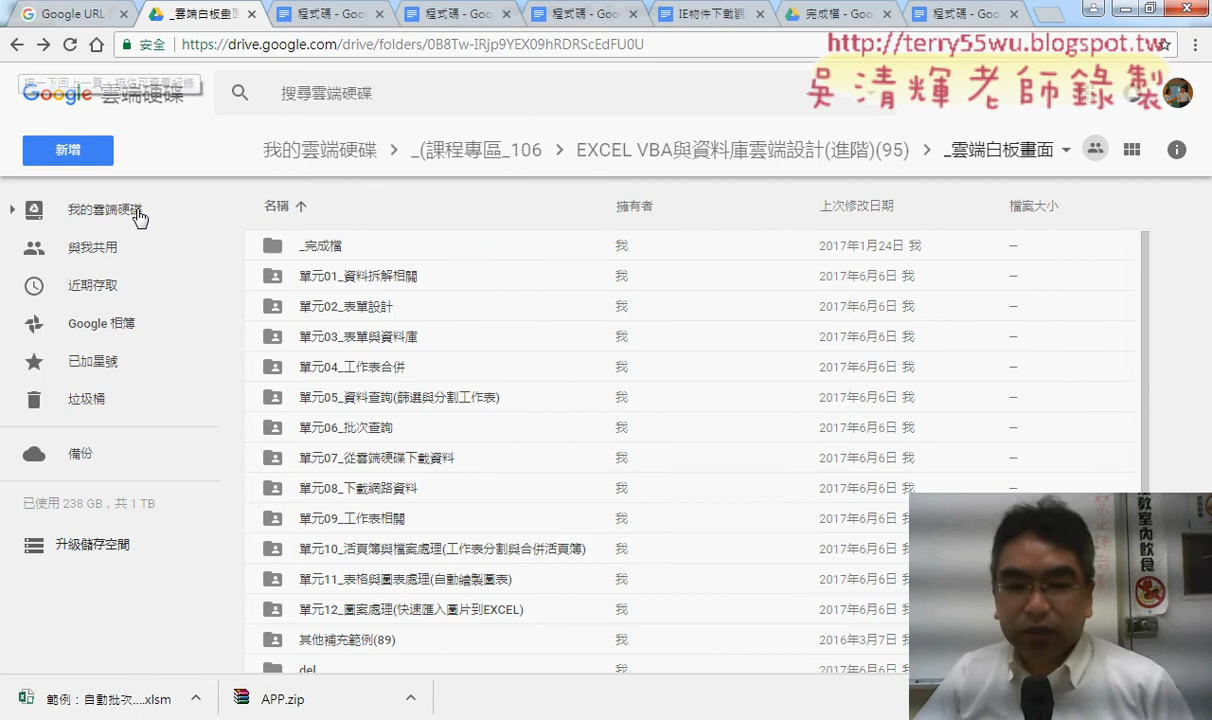 Google URL
_雲端白板畫面
程式碼 - Goo
程式碼 - Goo
程式碼 - Goo
IE物件下載
完成檔 - Goo
程式碼 - Goo
安全 https://drive.google.com/drive/folders/0B8Tw-IRjp9YEX09hRDRScEdFU0U
http://terry55wu.blogspot.tw
吳清輝老師錄製
Google 雲端硬碟
搜尋雲端硬碟
新增
我的雲端硬碟 > _(課程專區_106 > EXCEL VBA與資料庫雲端設計(進階)(95) > _雲端白板畫面
我的雲端硬碟
與我共用
近期存取
Google 相簿
已加星號
垃圾桶
備份
已使用 238 GB，共 1 TB
升級儲存空間
名稱 擁有者 上次修改日期 檔案大小
_完成檔 我 2017年1月24日 我 —
單元01_資料拆解相關 我 2017年6月6日 我 —
單元02_表單設計 我 2017年6月6日 我 —
單元03_表單與資料庫 我 2017年6月6日 我 —
單元04_工作表合併 我 2017年6月6日 我 —
單元05_資料查詢(篩選與分割工作表) 我 2017年6月6日 我 —
單元06_批次查詢 我 2017年6月6日 我 —
單元07_從雲端硬碟下載資料 我 2017年6月6日 我 —
單元08_下載網路資料 我 2017年6月6日 我 —
單元09_工作表相關 我 2017年6月6日 我
單元10_活頁簿與檔案處理(工作表分割與合併活頁簿) 我 2017年6月6日
單元11_表格與圖表處理(自動繪製圖表) 我 2017年6月6日
單元12_圖案處理(快速匯入圖片到EXCEL) 我 2017年6月6日
其他補充範例(89) 我 2016年3月7日
del
範例：自動批次....xlsm
APP.zip
室內飲食